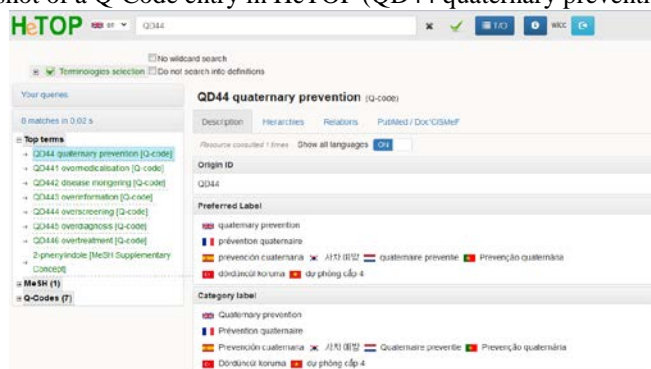 shot of a Q-Code entry in HeTOP (QD44 quaternary preventi
HeTOP en QD44 T/O WICC
No wildcard search
Terminologies selection Do not search into definitions
Your queries
8 matches in 0,02 s
Top terms
QD44 quaternary prevention [Q-code]
QD441 overmedicalisation [Q-code]
QD442 disease mongering [Q-code]
QD443 overinformation [Q-code]
QD444 overscreening [Q-code]
QD445 overdiagnosis [Q-code]
QD446 overtreatment [Q-code]
2-phenylindole [MeSH Supplementary
Concept]
MeSH (1)
Q-Codes (7)
QD44 quaternary prevention (Q-code)
Description Hierarchies Relations PubMed / Doc'CISMeF
Resource consulted 1 times Show all languages ON
Origin ID
QD44
Preferred Label
quaternary prevention
prévention quaternaire
prevención cuaternaria 사차 예방 quaternaire preventie Prevenção quaternária
dördüncül koruma dự phòng cấp 4
Category label
Quaternary prevention
Prévention quaternaire
Prevención cuaternaria 사차 예방 Quaternaire preventie Prevenção quaternária
Dördüncül koruma dự phòng cấp 4